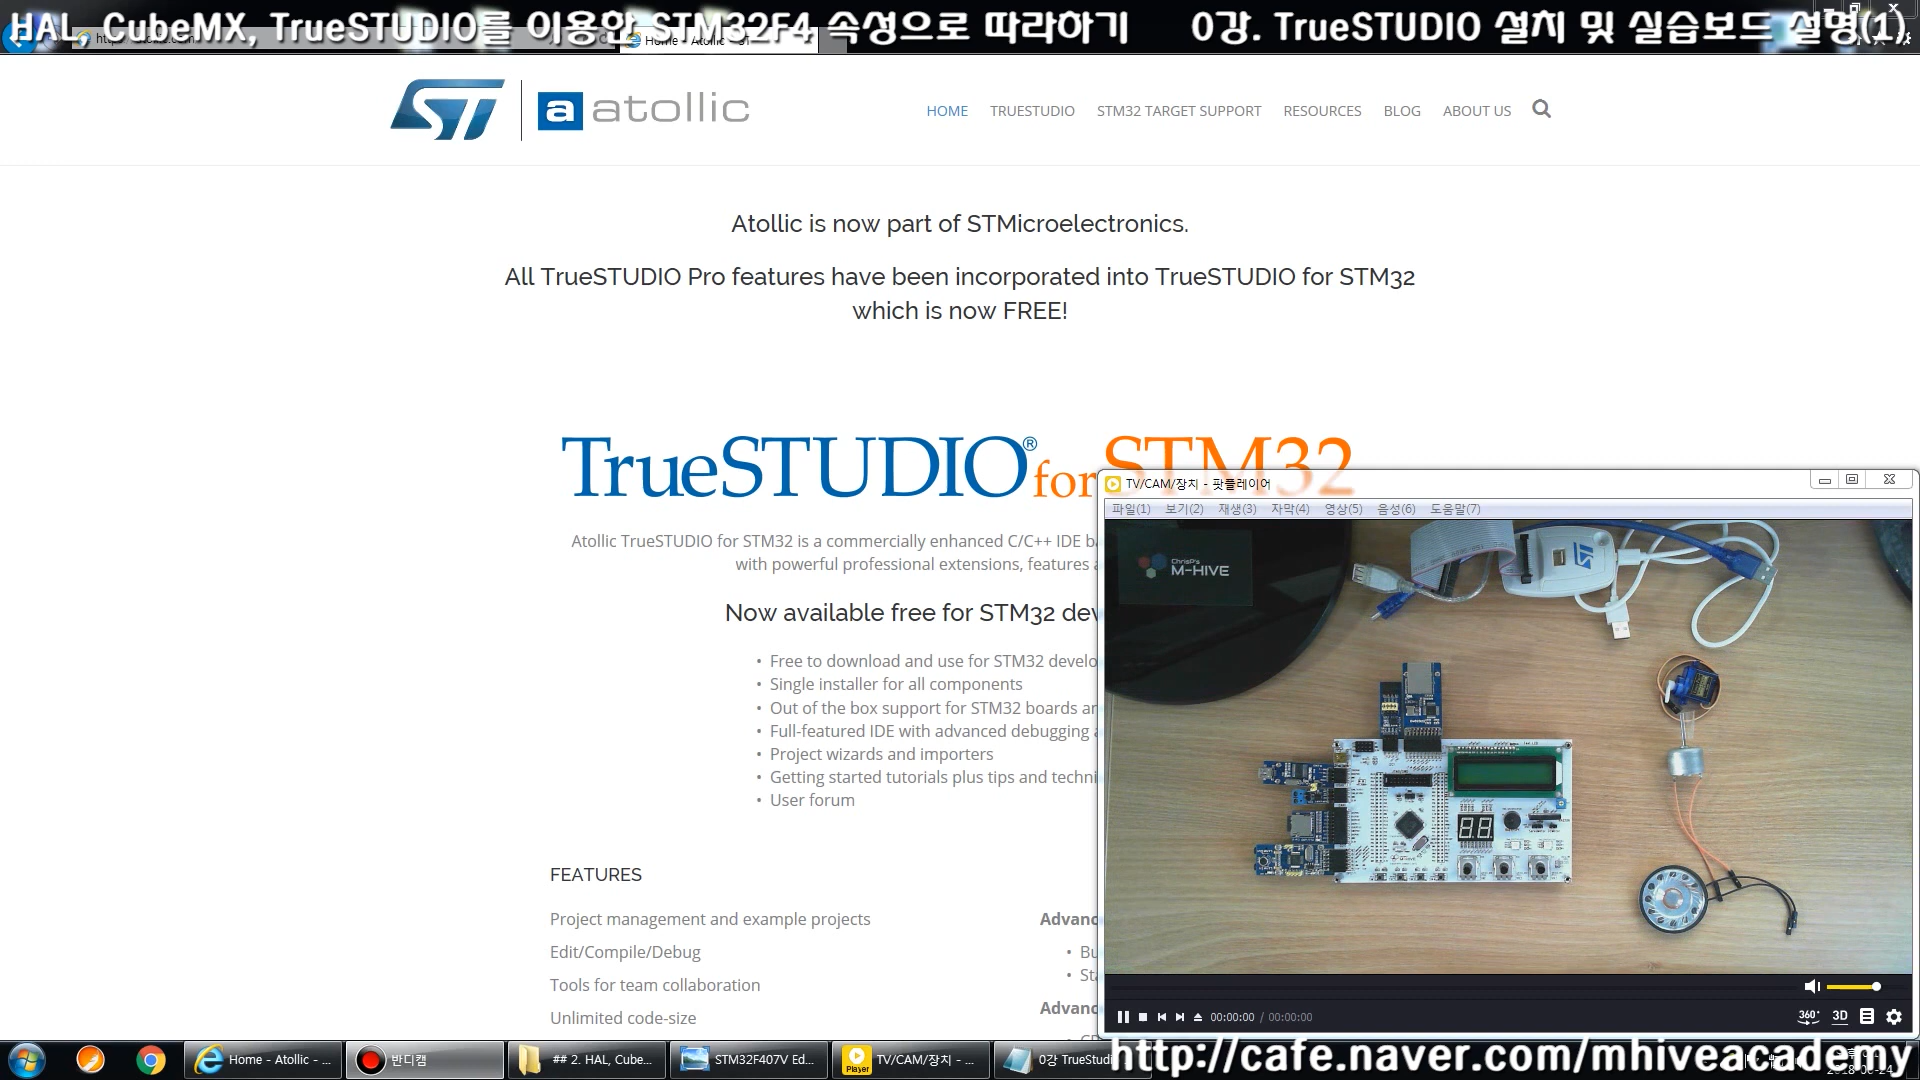 HAL, CubeMX, TrueSTUDIO를 이용한 STM32F4 속성으로 따라하기 0강. TrueSTUDIO 설치 및 실습보드 설명(1)
Home - Atollic - ST
ST a atollic
HOME TRUESTUDIO STM32 TARGET SUPPORT RESOURCES BLOG ABOUT US
Atollic is now part of STMicroelectronics.
All TrueSTUDIO Pro features have been incorporated into TrueSTUDIO for STM32
which is now FREE!
TrueSTUDIO® for STM32
Atollic TrueSTUDIO for STM32 is a commercially enhanced C/C++ IDE
with powerful professional extensions, features
Now available free for STM32
• Free to download and use for STM32
• Single installer for all components
• Out of the box support for STM32 boards
• Full-featured IDE with advanced debugging
• Project wizards and importers
• Getting started tutorials plus tips and
• User forum
FEATURES
Project management and example projects
Edit/Compile/Debug
Tools for team collaboration
Unlimited code-size
TV/CAM/장치 - 팟플레이어
파일(1) 보기(2) 재생(3) 자막(4) 영상(5) 음성(6) 도움말(7)
ChrisP's
M-HIVE
00:00:00 / 00:00:00
360° 3D
Home - Atollic - ...
반디캠
## 2. HAL, Cube...
STM32F407V Ed...
TV/CAM/장치 - ...
0강 TrueStudi
http://cafe.naver.com/mhiveacademy